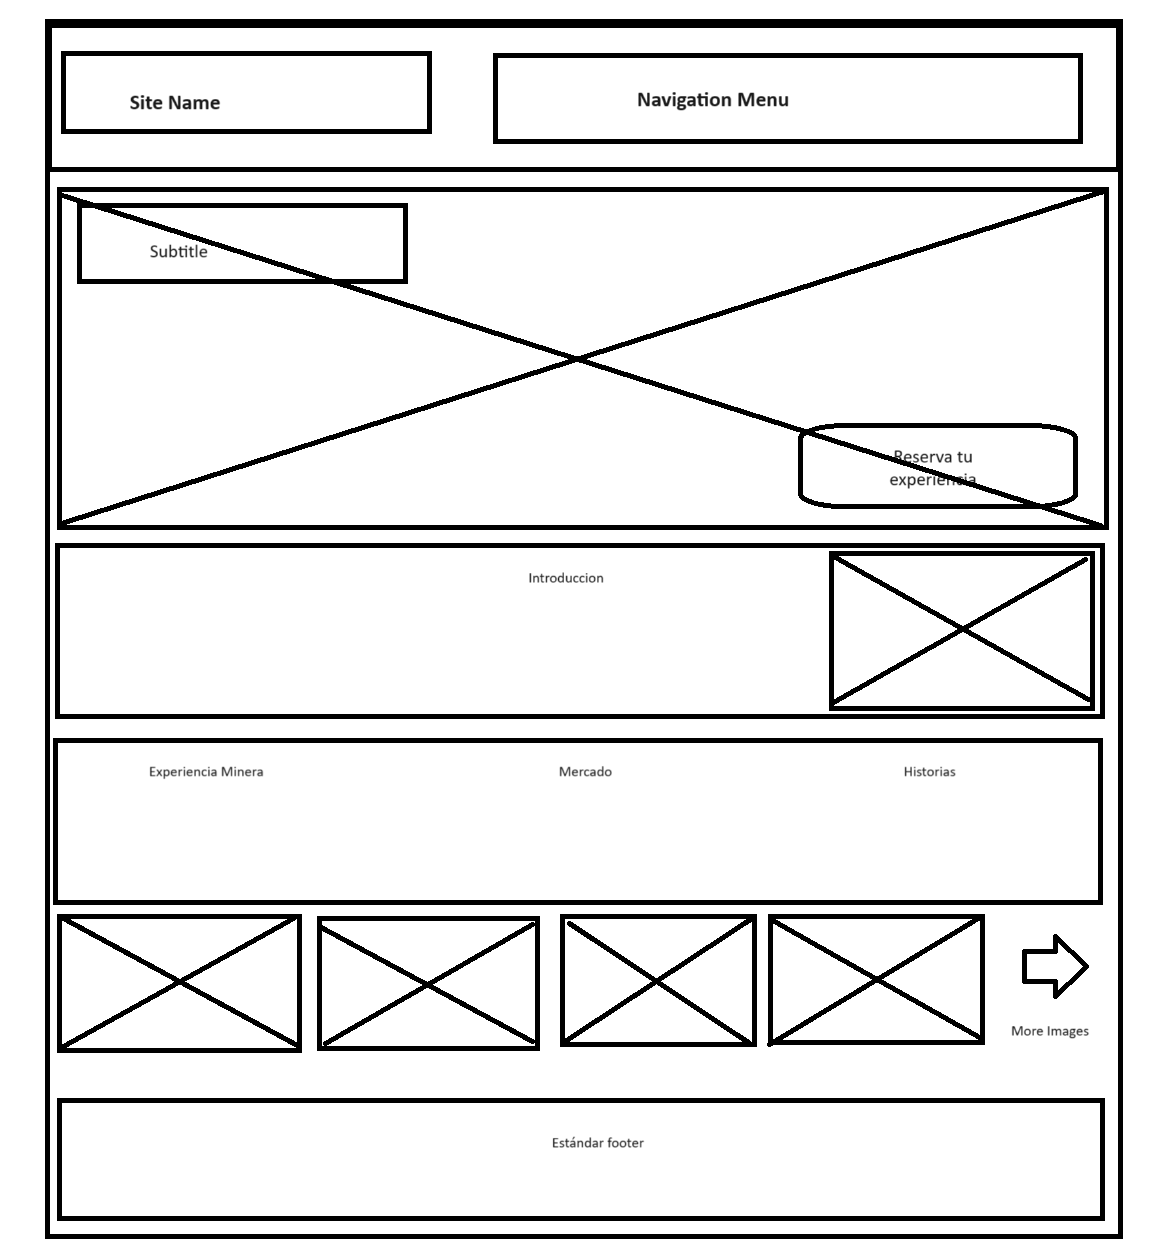 Site Name
Navigation Menu
Subtitle
Reserva tu
experiencia
Introduccion
Experiencia Minera
Mercado
Historias
More Images
Estándar footer